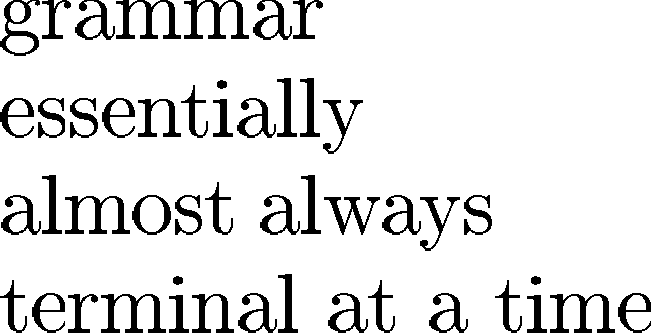 grammar
essentially
almost always
terminal at a time